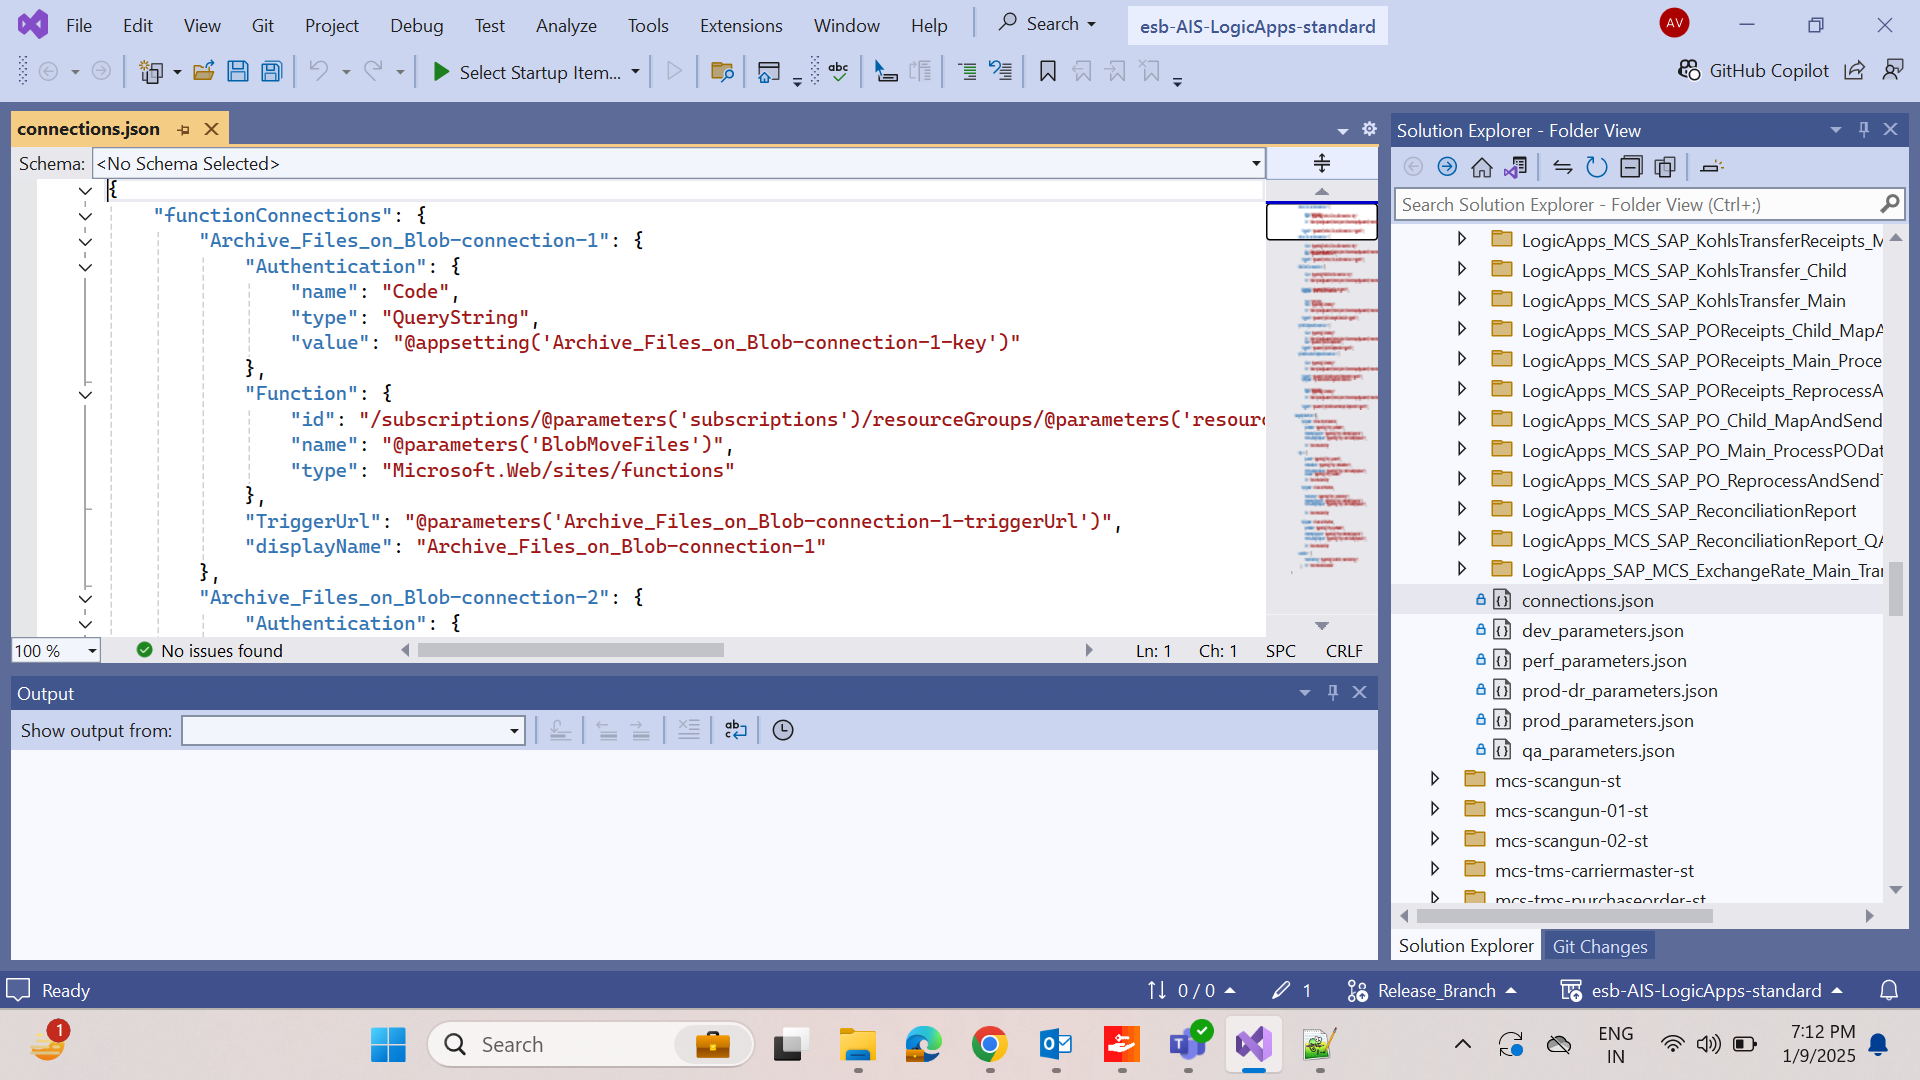 File Edit View Git Project Debug Test Analyze Tools Extensions Window Help Search esb-AIS-LogicApps-standard AV
Select Startup Item... abc GitHub Copilot
connections.json
Schema: <No Schema Selected>
{
"functionConnections": {
"Archive_Files_on_Blob-connection-1": {
"Authentication": {
"name": "Code",
"type": "QueryString",
"value": "@appsetting('Archive_Files_on_Blob-connection-1-key')"
},
"Function": {
"id": "/subscriptions/@parameters('subscriptions')/resourceGroups/@parameters('resourc
"name": "@parameters('BlobMoveFiles')",
"type": "Microsoft.Web/sites/functions"
},
"TriggerUrl": "@parameters('Archive_Files_on_Blob-connection-1-triggerUrl')",
"displayName": "Archive_Files_on_Blob-connection-1"
},
"Archive_Files_on_Blob-connection-2": {
"Authentication": {
100 % No issues found Ln: 1 Ch: 1 SPC CRLF
Output
Show output from:
Solution Explorer - Folder View
Search Solution Explorer - Folder View (Ctrl+;)
LogicApps_MCS_SAP_KohlsTransferReceipts_M
LogicApps_MCS_SAP_KohlsTransfer_Child
LogicApps_MCS_SAP_KohlsTransfer_Main
LogicApps_MCS_SAP_POReceipts_Child_MapA
LogicApps_MCS_SAP_POReceipts_Main_Proce
LogicApps_MCS_SAP_POReceipts_ReprocessA
LogicApps_MCS_SAP_PO_Child_MapAndSend
LogicApps_MCS_SAP_PO_Main_ProcessPODat
LogicApps_MCS_SAP_PO_ReprocessAndSendT
LogicApps_MCS_SAP_ReconciliationReport
LogicApps_MCS_SAP_ReconciliationReport_QA
LogicApps_SAP_MCS_ExchangeRate_Main_Tran
connections.json
dev_parameters.json
perf_parameters.json
prod-dr_parameters.json
prod_parameters.json
qa_parameters.json
mcs-scangun-st
mcs-scangun-01-st
mcs-scangun-02-st
mcs-tms-carriermaster-st
mcs-tms-purchaseorder-st
Solution Explorer Git Changes
Ready 0 / 0 1 Release_Branch esb-AIS-LogicApps-standard
1 Search ENG IN 7:12 PM 1/9/2025